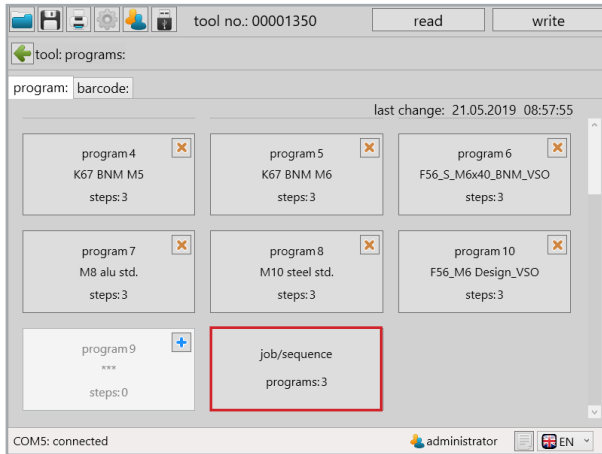 tool no.: 00001350
read
write
tool: programs:
program:
barcode:
last change: 21.05.2019 08:57:55
program 4
K67 BNM M5
steps: 3
program 5
K67 BNM M6
steps: 3
program 6
F56_S_M6x40_BNM_VSO
steps: 3
program 7
M8 alu std.
steps: 3
program 8
M10 steel std.
steps: 3
program 10
F56_M6 Design_VSO
steps: 3
program 9
***
steps: 0
job/sequence
programs: 3
COM5: connected
administrator
EN